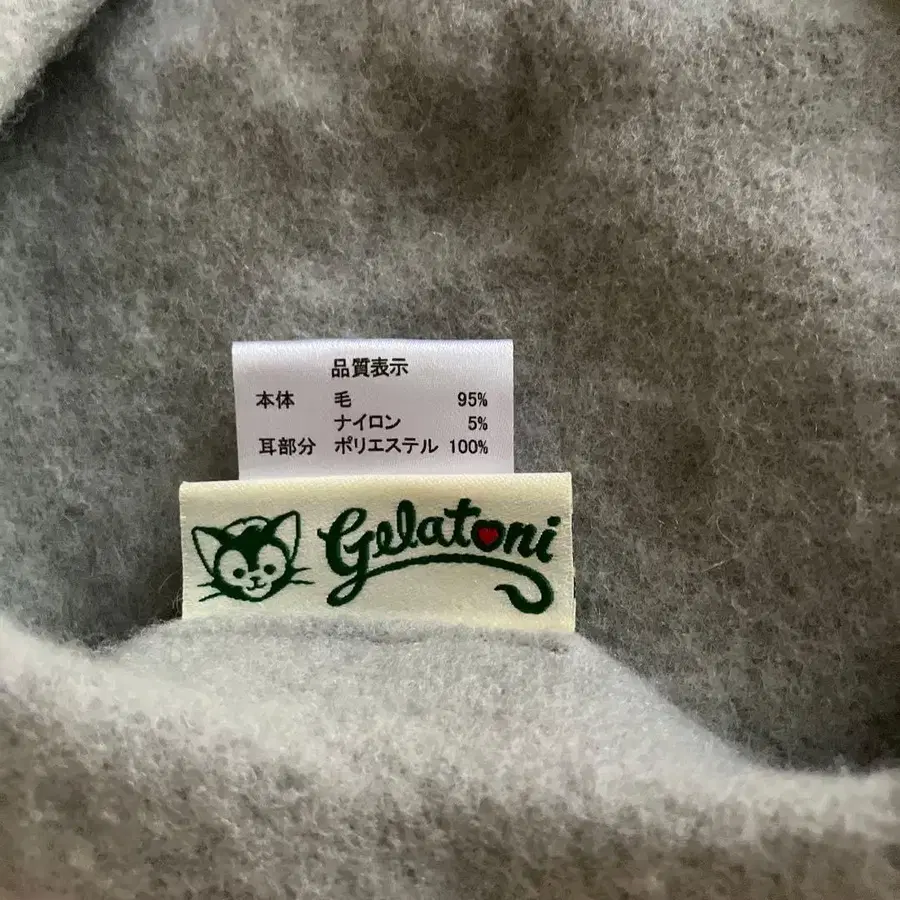 品質表示
本体 毛 95%
ナイロン 5%
耳部分 ポリエステル 100%
Gelatoni